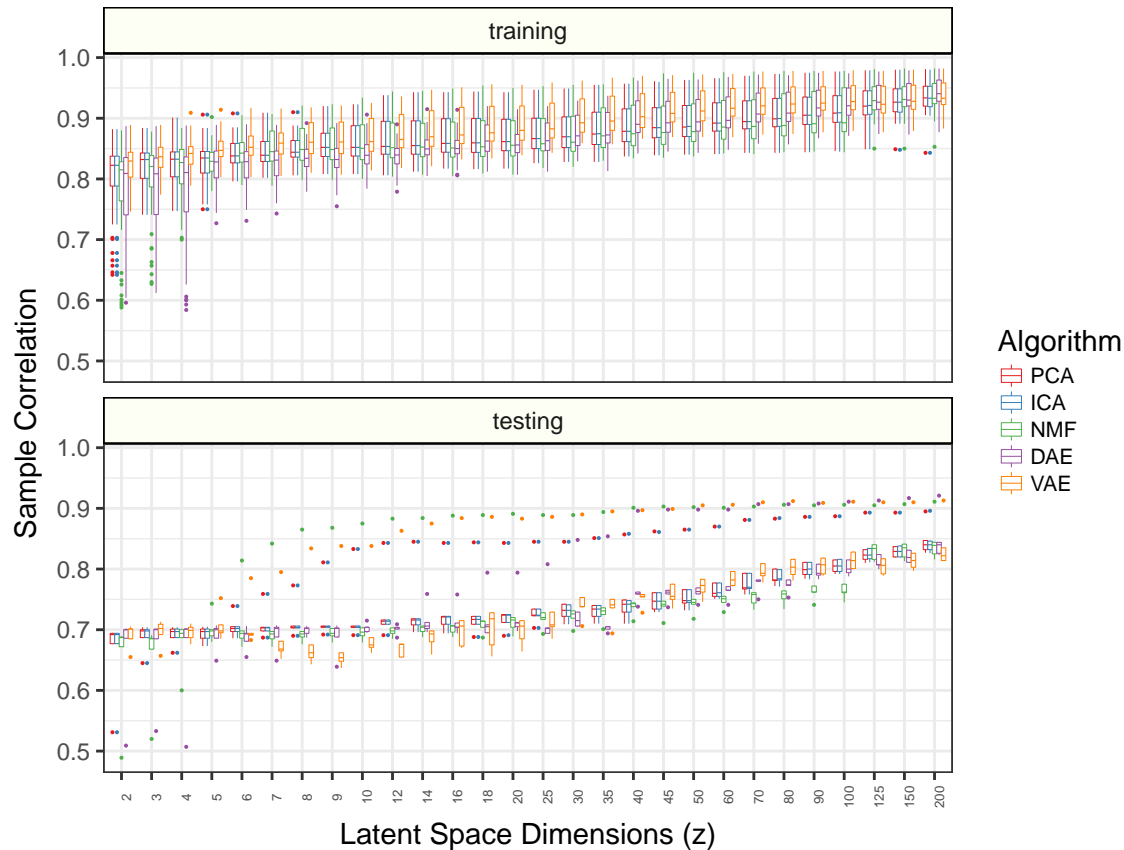 training
1.0
0.9
0.8
0.7
0.6
0.5
testing
1.0
0.9
0.8
0.7
0.6
0.5
Sample Correlation
2 3 4 5 6 7 8 9 10 12 14 16 18 20 25 30 35 40 45 50 60 70 80 90 100 125 150 200
Latent Space Dimensions (z)
Algorithm
PCA
ICA
NMF
DAE
VAE